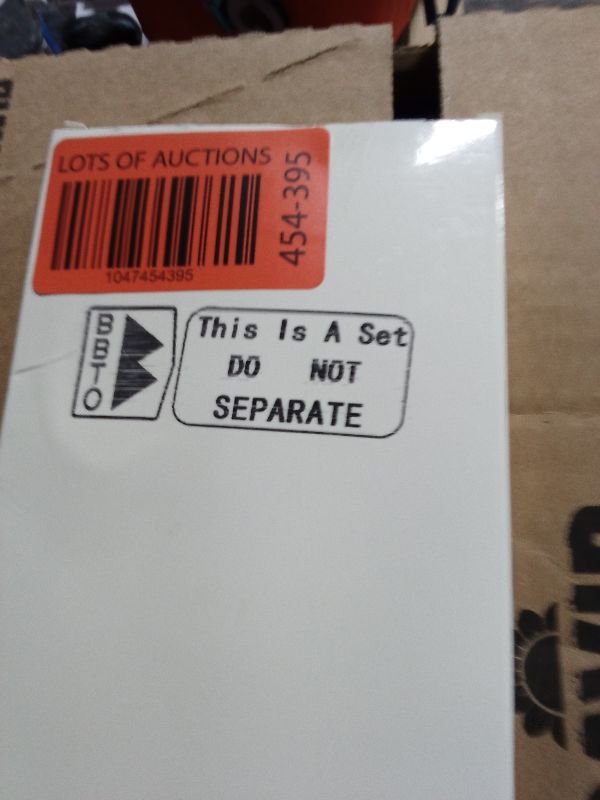 LOTS OF AUCTIONS
454-395
1047454395
BBTO
This Is A Set
DO NOT
SEPARATE